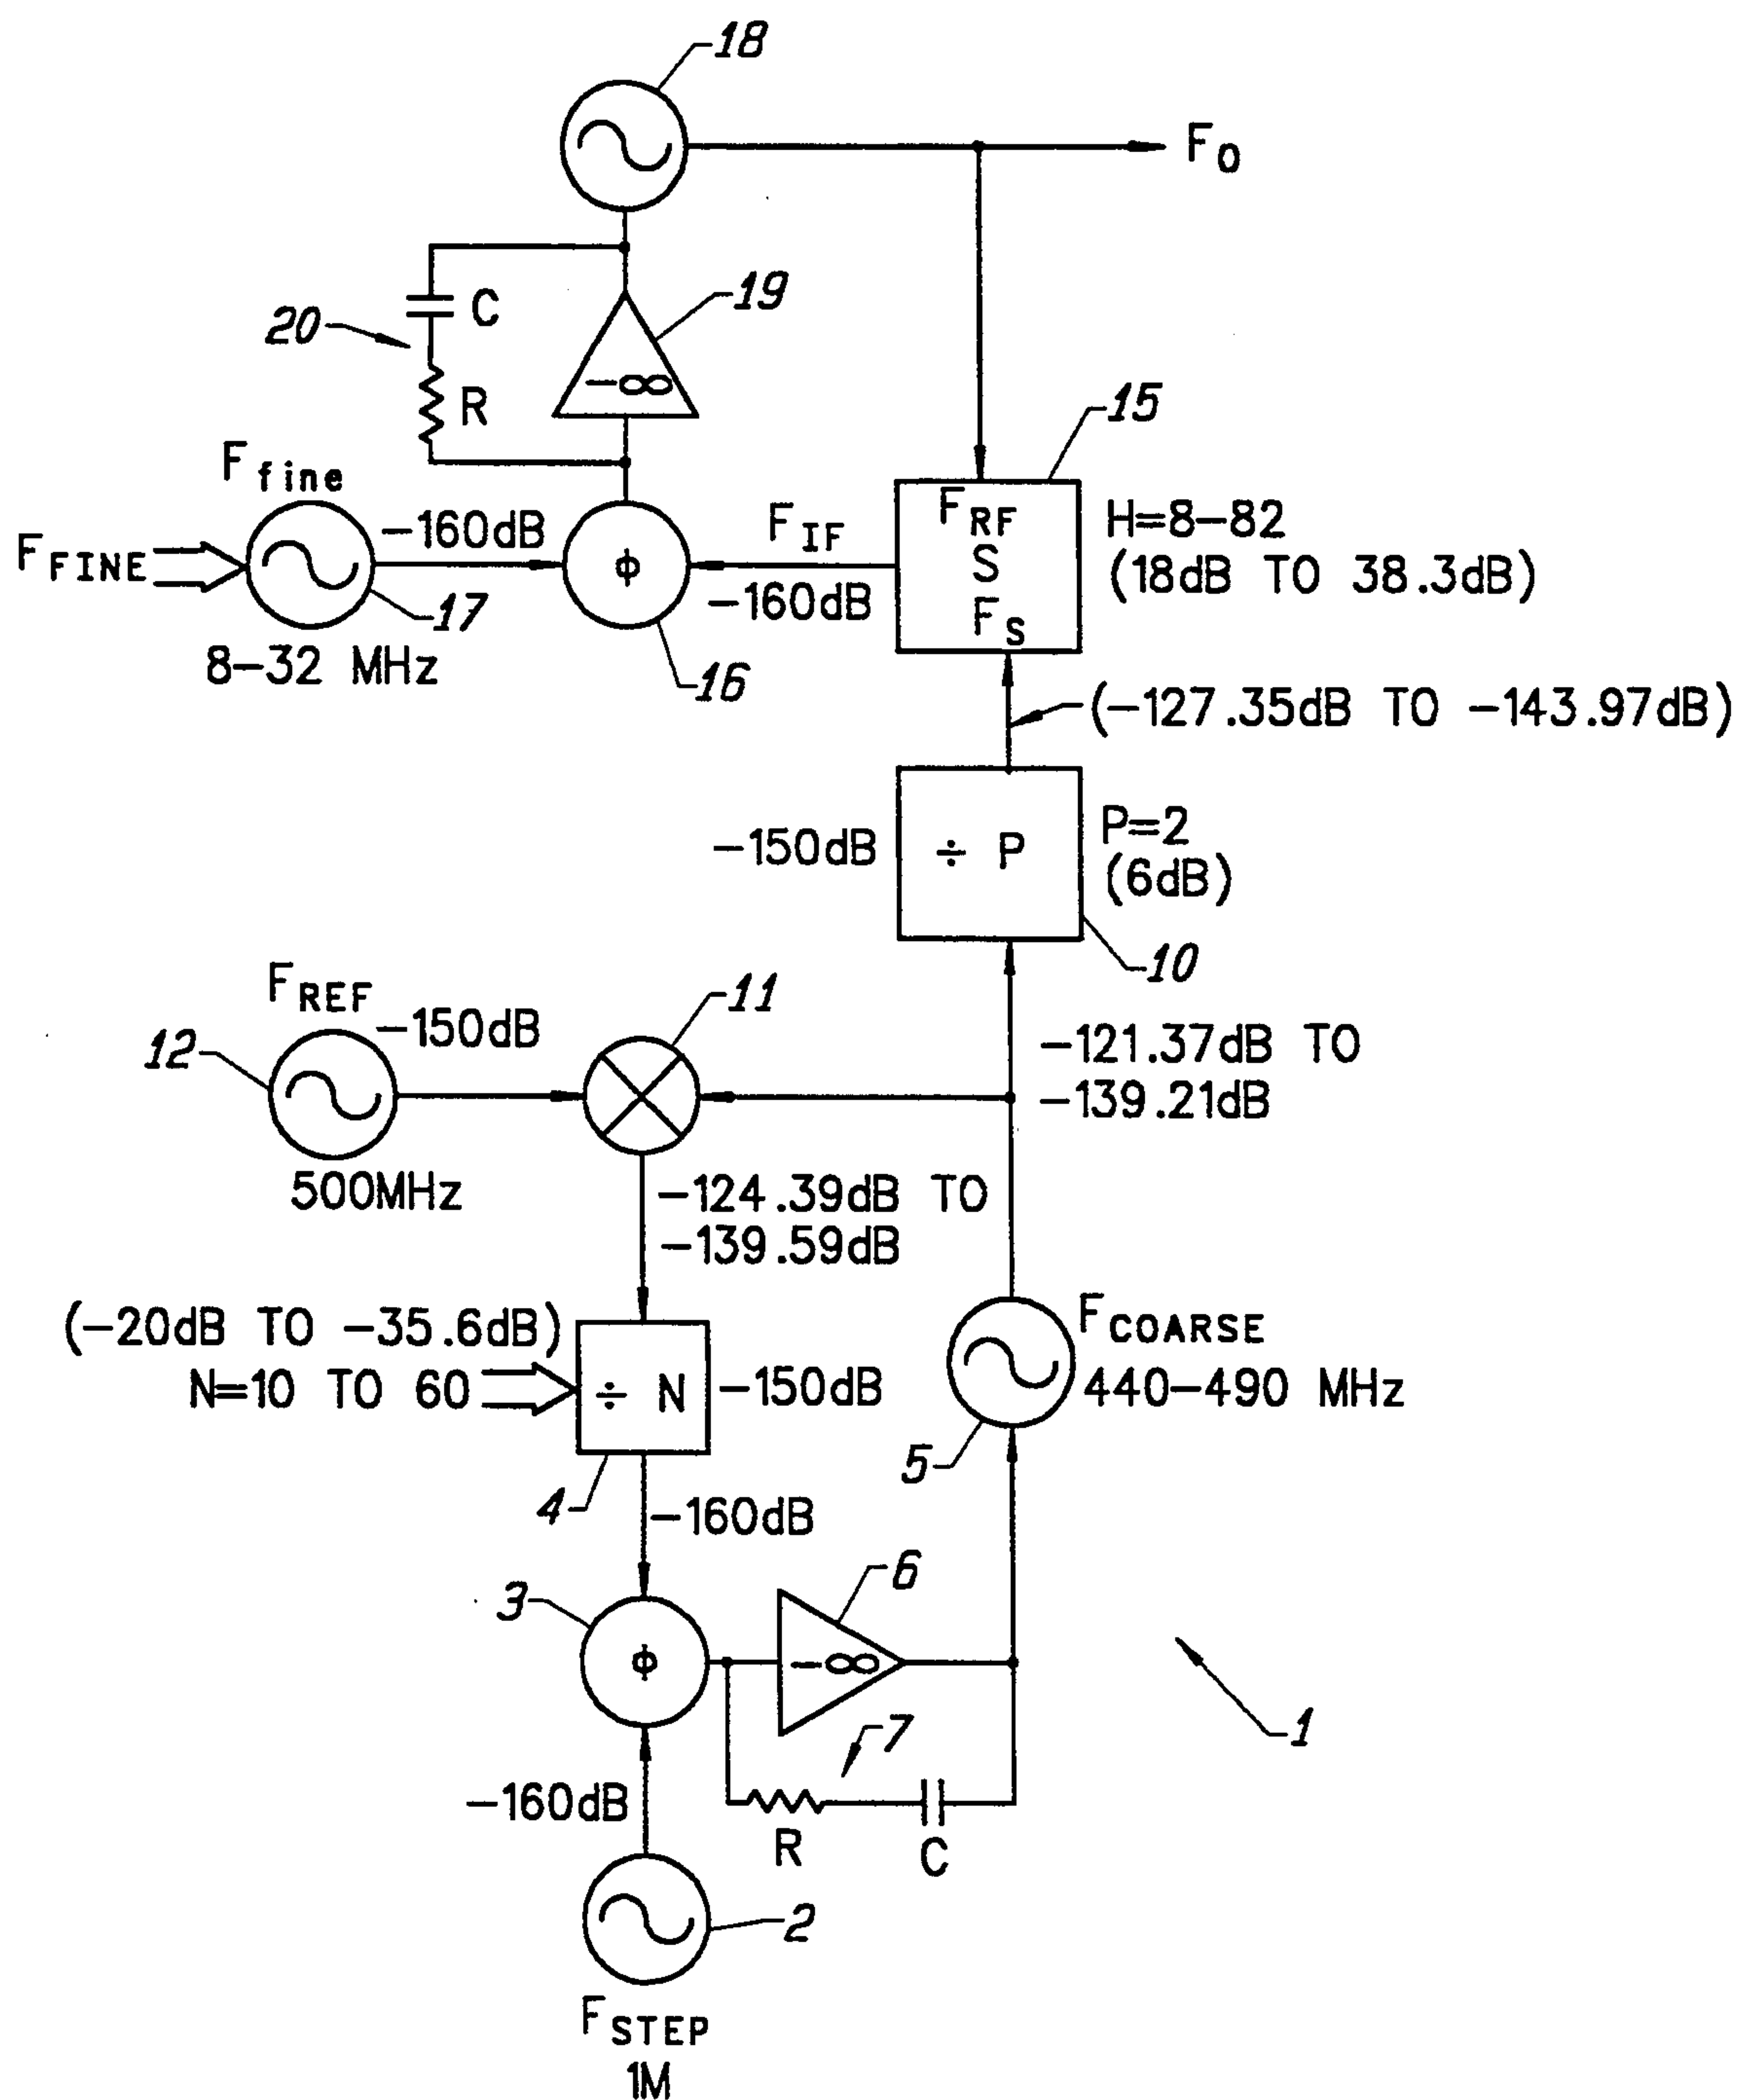 18
F0
C
19
20
-∞
R
15
Ffine
FFINE
-160dB
FIF
FRF
S
FS
H=8-82
(18dB TO 38.3dB)
ϕ
-160dB
17
8-32 MHz
16
(-127.35dB TO -143.97dB)
-150dB
÷ P
P=2
(6dB)
10
FREF
-150dB
11
12
-121.37dB TO
-139.21dB
500MHz
-124.39dB TO
-139.59dB
(-20dB TO -35.6dB)
N=10 TO 60
÷ N
-150dB
FCOARSE
440-490 MHz
5
4
-160dB
6
3
ϕ
-∞
7
1
-160dB
R
C
2
FSTEP
1M